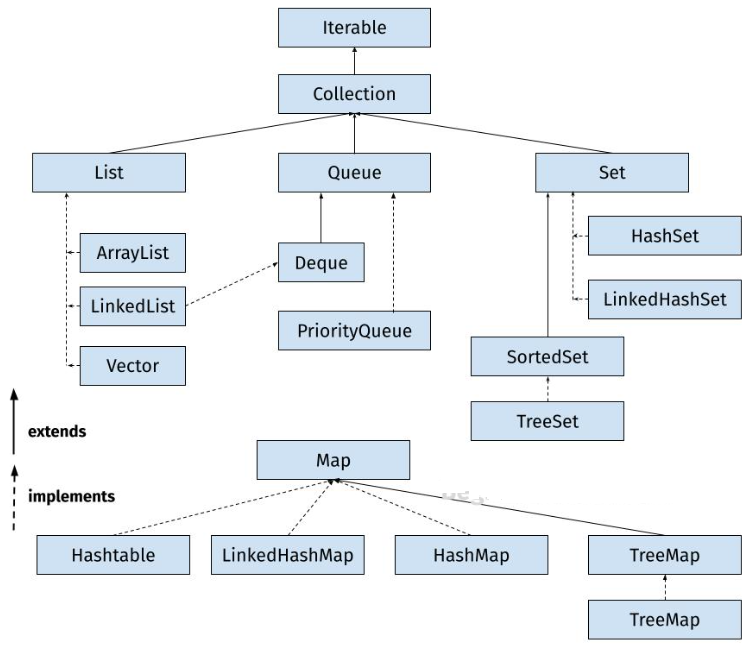 Iterable
Collection
List
Queue
Set
ArrayList
HashSet
Deque
LinkedList
LinkedHashSet
PriorityQueue
Vector
SortedSet
TreeSet
extends
Map
implements
Hashtable
LinkedHashMap
HashMap
TreeMap
TreeMap